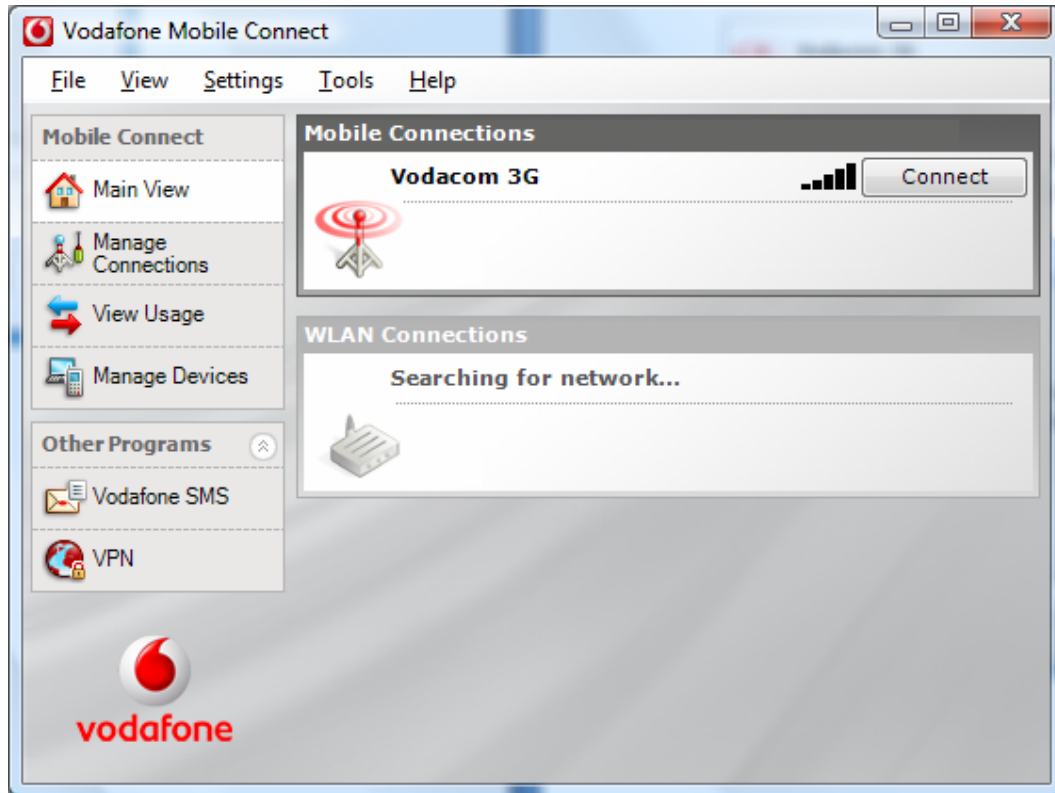 Vodafone Mobile Connect
File View Settings Tools Help
Mobile Connect
Main View
Manage
Connections
View Usage
Manage Devices
Other Programs
Vodafone SMS
VPN
vodafone
Mobile Connections
Vodacom 3G
Connect
WLAN Connections
Searching for network...